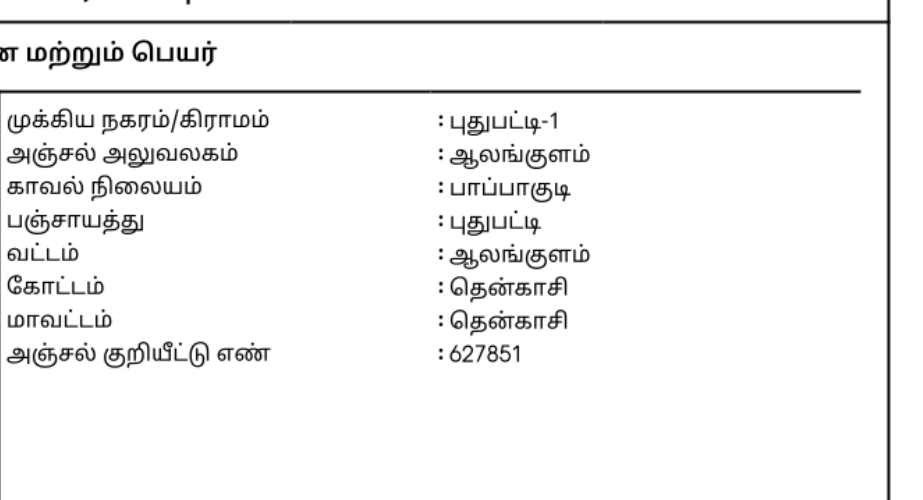 மற்றும் பெயர்
முக்கிய நகரம்/கிராமம் : புதுபட்டி-1
அஞ்சல் அலுவலகம் : ஆலங்குளம்
காவல் நிலையம் : பாப்பாகுடி
பஞ்சாயத்து : புதுபட்டி
வட்டம் : ஆலங்குளம்
கோட்டம் : தென்காசி
மாவட்டம் : தென்காசி
அஞ்சல் குறியீட்டு எண் : 627851